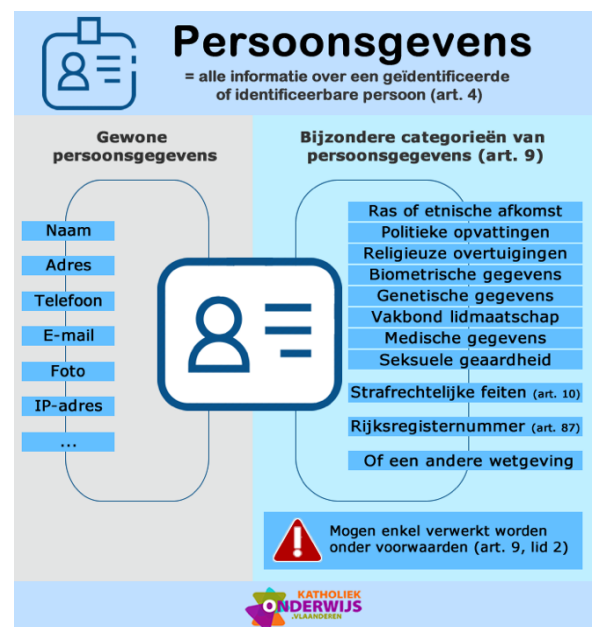 Persoonsgevens
= alle informatie over een geïdentificeerde
of identificeerbare persoon (art. 4)
Gewone
persoonsgegevens
Naam
Adres
Telefoon
E-mail
Foto
IP-adres
...
Bijzondere categorieën van
persoonsgegevens (art. 9)
Ras of etnische afkomst
Politieke opvattingen
Religieuze overtuigingen
Biometrische gegevens
Genetische gegevens
Vakbond lidmaatschap
Medische gegevens
Seksuele geaardheid
Strafrechtelijke feiten (art. 10)
Rijksregisternummer (art. 87)
Of een andere wetgeving
Mogen enkel verwerkt worden
onder voorwaarden (art. 9, lid 2)
KATHOLIEK
ONDERWIJS
.VLAANDEREN